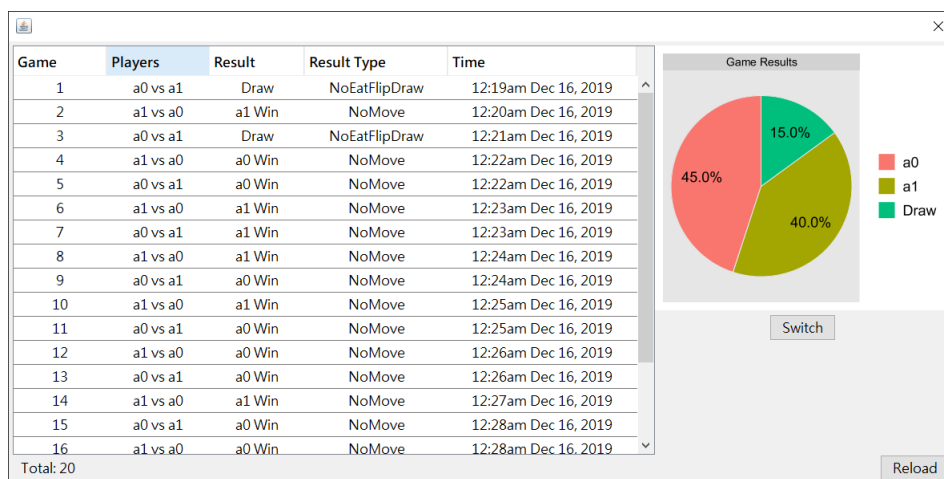 Game Players Result Result Type Time
1 a0 vs a1 Draw NoEatFlipDraw 12:19am Dec 16, 2019
2 a1 vs a0 a1 Win NoMove 12:20am Dec 16, 2019
3 a0 vs a1 Draw NoEatFlipDraw 12:21am Dec 16, 2019
4 a1 vs a0 a0 Win NoMove 12:22am Dec 16, 2019
5 a0 vs a1 a0 Win NoMove 12:22am Dec 16, 2019
6 a1 vs a0 a1 Win NoMove 12:23am Dec 16, 2019
7 a0 vs a1 a1 Win NoMove 12:23am Dec 16, 2019
8 a1 vs a0 a1 Win NoMove 12:24am Dec 16, 2019
9 a0 vs a1 a0 Win NoMove 12:24am Dec 16, 2019
10 a1 vs a0 a1 Win NoMove 12:25am Dec 16, 2019
11 a0 vs a1 a0 Win NoMove 12:25am Dec 16, 2019
12 a1 vs a0 a0 Win NoMove 12:26am Dec 16, 2019
13 a0 vs a1 a0 Win NoMove 12:26am Dec 16, 2019
14 a1 vs a0 a1 Win NoMove 12:27am Dec 16, 2019
15 a0 vs a1 a0 Win NoMove 12:28am Dec 16, 2019
16 a1 vs a0 a0 Win NoMove 12:28am Dec 16, 2019
Total: 20
Game Results
15.0%
45.0%
40.0%
a0
a1
Draw
Switch
Reload